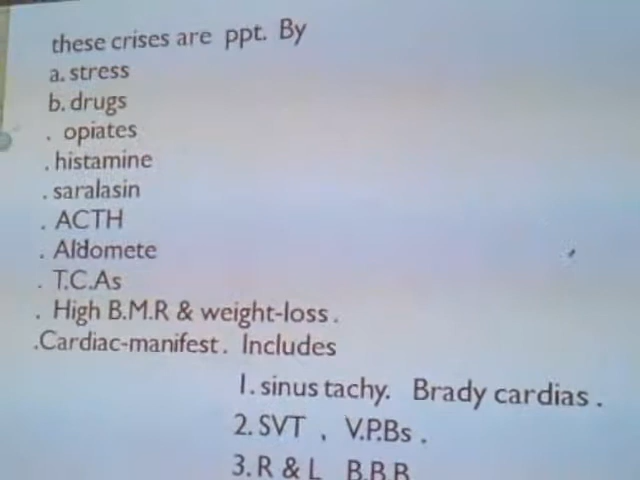 these crises are ppt. By
a. stress
b. drugs
. opiates
. histamine
. saralasin
. ACTH
. Aldomete
. T.C.As
. High B.M.R & weight-loss .
.Cardiac-manifest. Includes
1. sinus tachy. Brady cardias .
2. SVT , V.P.Bs .
3. R & L B.B.B